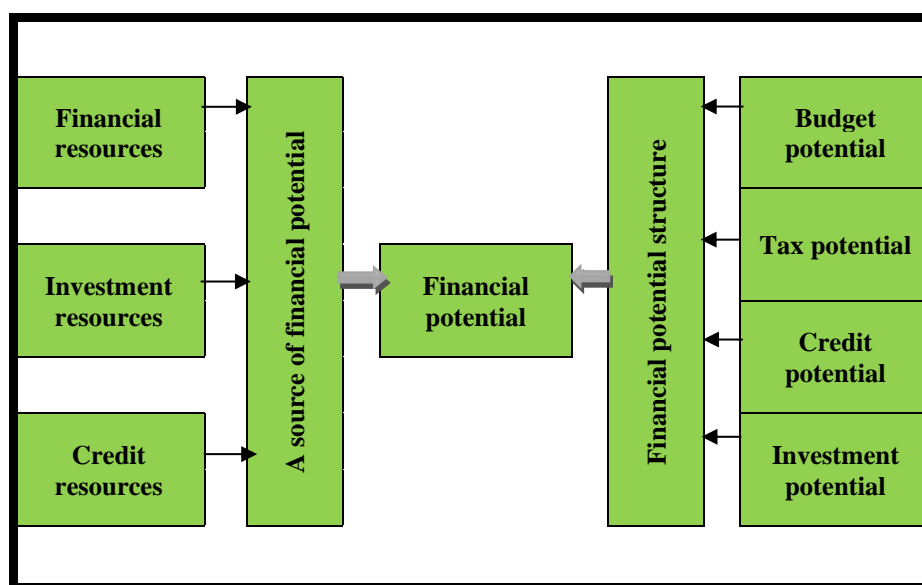 Financial
resources
Investment
resources
Credit
resources
A source of financial potential
Financial
potential
Financial potential structure
Budget
potential
Tax potential
Credit
potential
Investment
potential